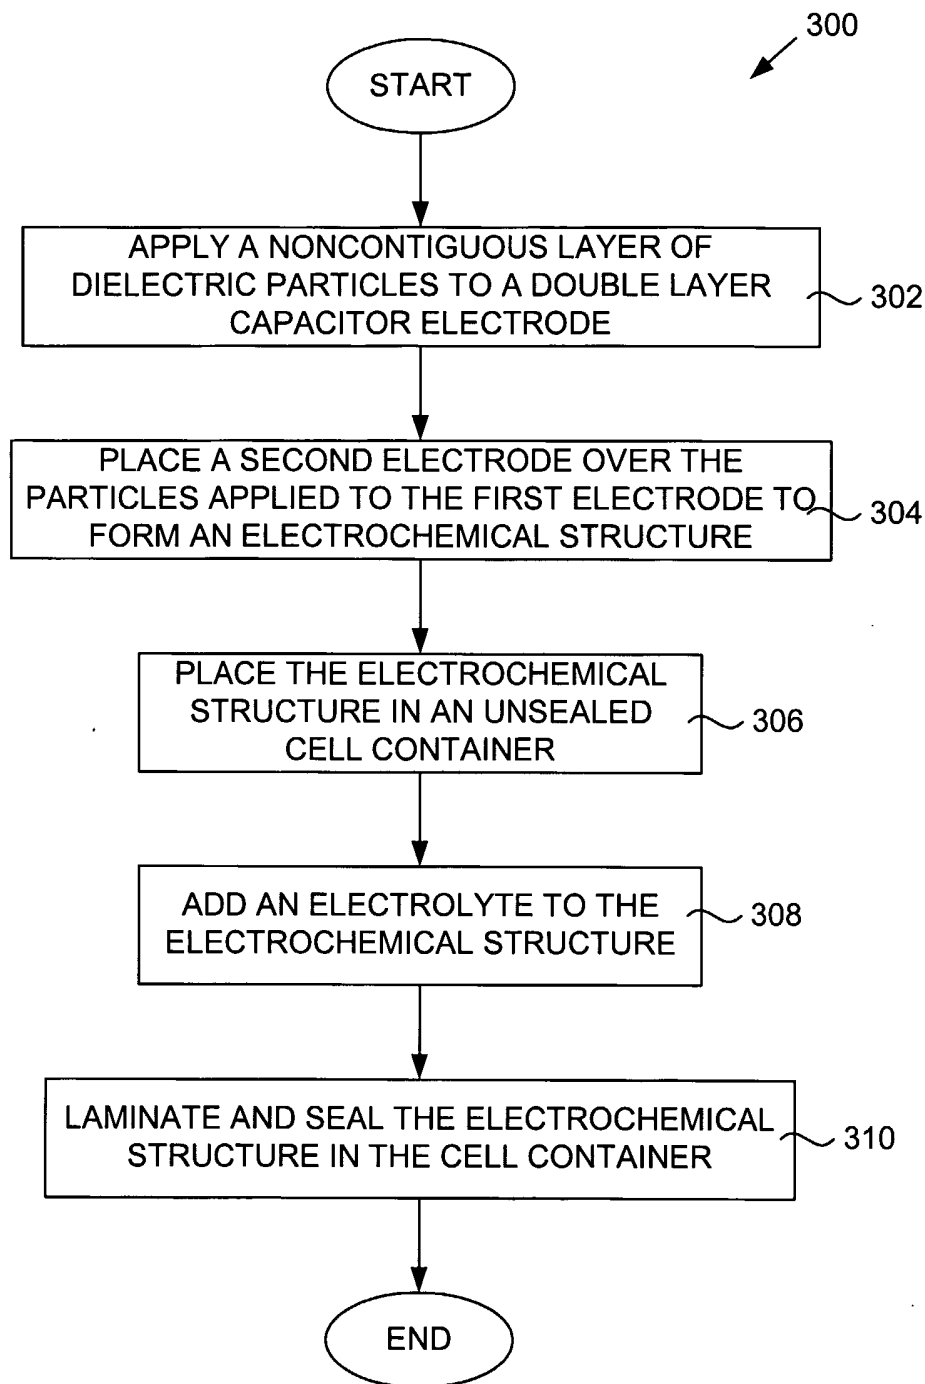 300
START
APPLY A NONCONTIGUOUS LAYER OF
DIELECTRIC PARTICLES TO A DOUBLE LAYER
CAPACITOR ELECTRODE
302
PLACE A SECOND ELECTRODE OVER THE
PARTICLES APPLIED TO THE FIRST ELECTRODE TO
FORM AN ELECTROCHEMICAL STRUCTURE
304
PLACE THE ELECTROCHEMICAL
STRUCTURE IN AN UNSEALED
CELL CONTAINER
306
ADD AN ELECTROLYTE TO THE
ELECTROCHEMICAL STRUCTURE
308
LAMINATE AND SEAL THE ELECTROCHEMICAL
STRUCTURE IN THE CELL CONTAINER
310
END